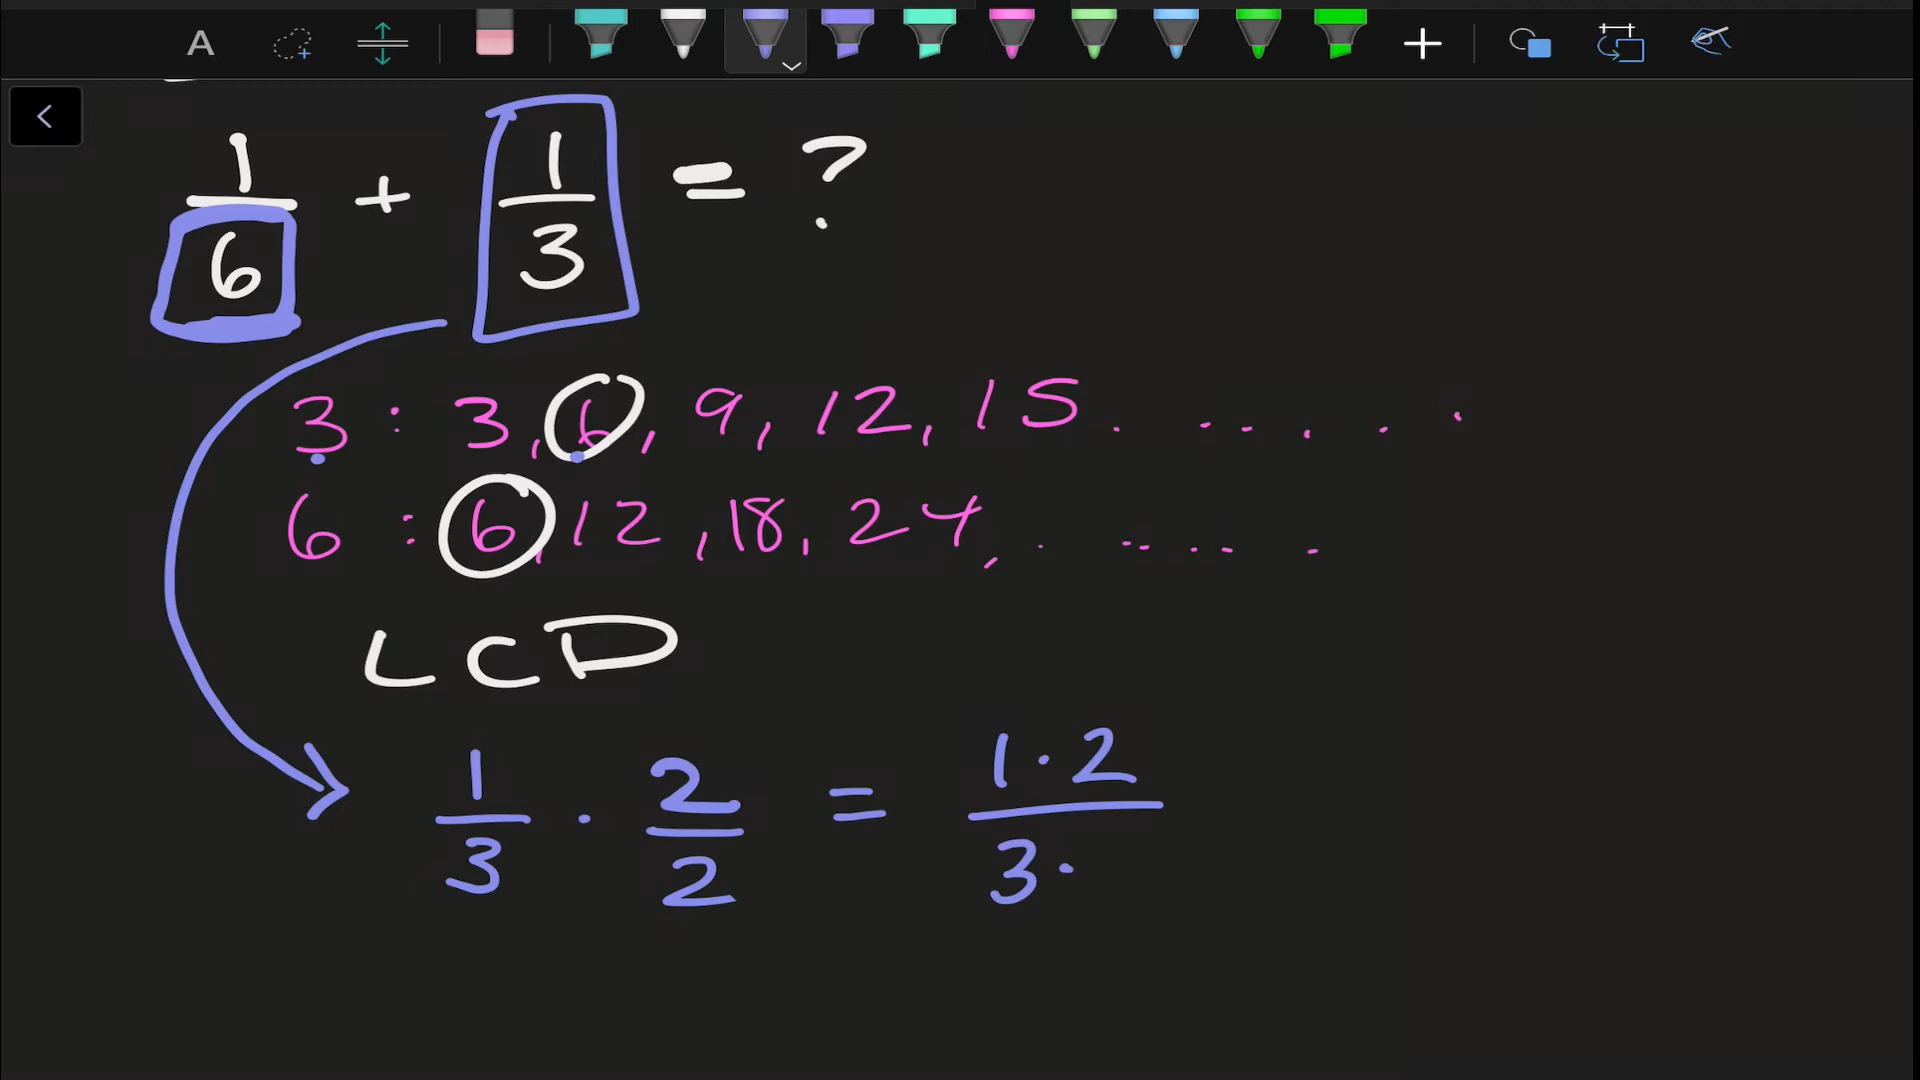 A
1/6 + 1/3 = ?
3 : 3, 6, 9, 12, 15. . . . . . .
6 : 6, 12, 18, 24, . . . . . .
LCD
1/3 · 2/2 = 1 · 2/3 ·